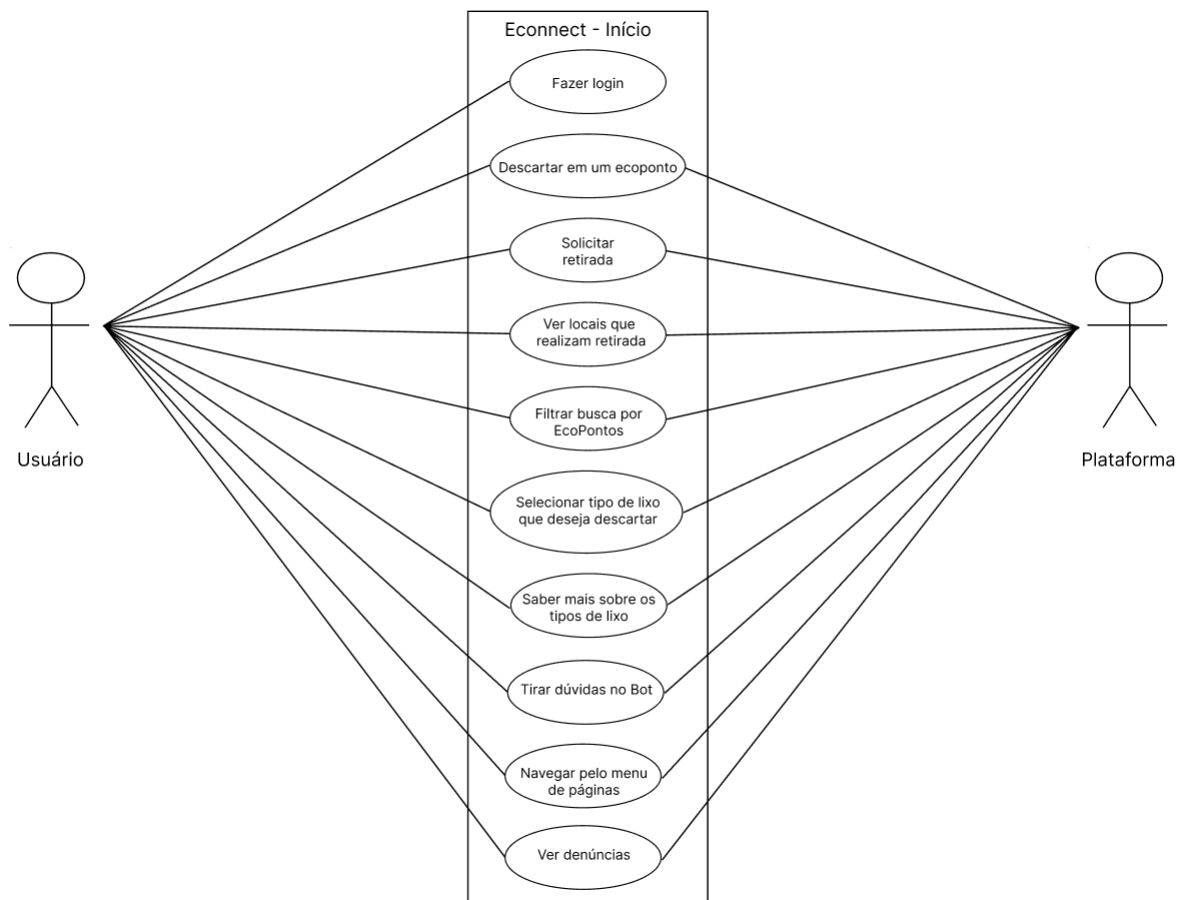 Econnect - Início
Fazer login
Descartar em um ecoponto
Solicitar
retirada
Ver locais que
realizam retirada
Filtrar busca por
EcoPontos
Usuário
Plataforma
Selecionar tipo de lixo
que deseja descartar
Saber mais sobre os
tipos de lixo
Tirar dúvidas no Bot
Navegar pelo menu
de páginas
Ver denúncias